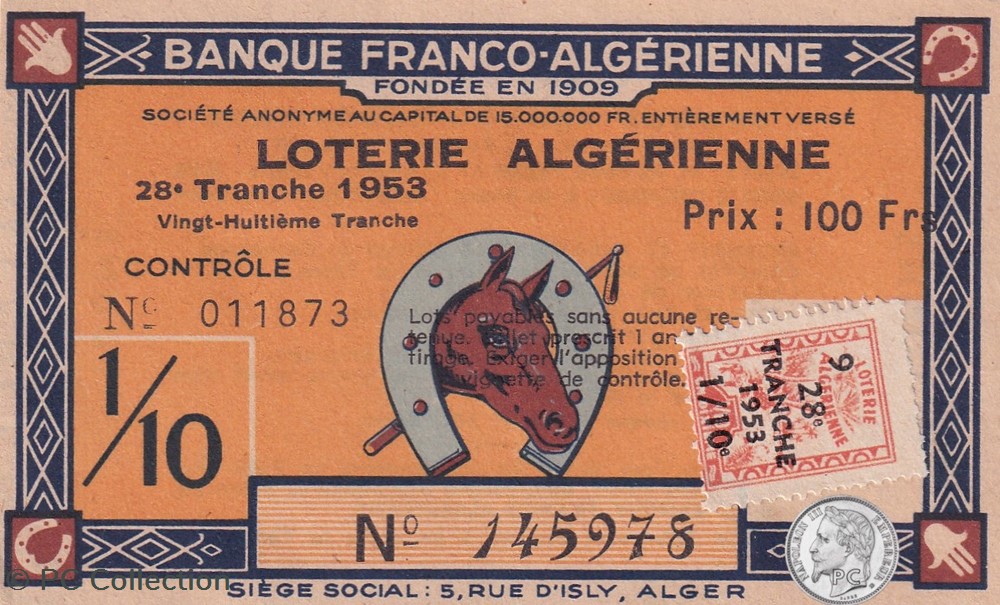 BANQUE FRANCO-ALGÉRIENNE
FONDÉE EN 1909
SOCIÉTÉ ANONYME AU CAPITAL DE 15.000.000 FR. ENTIÈREMENT VERSÉ
LOTERIE ALGÉRIENNE
28e Tranche 1953
Vingt-Huitième Tranche
Prix : 100 Frs
CONTRÔLE
No 011873
Lots payables sans aucune re-
tenue. Billet prescrit 1 an
tirage. Exiger l'apposition
vignette de contrôle.
1/10
LOTERIE
ALGÉRIENNE
9
28e
TRANCHE
1953
1/10e
No 145978
SIÈGE SOCIAL : 5, RUE D'ISLY, ALGER
NAPOLEON III EMPEREUR
PC
© PC Collection